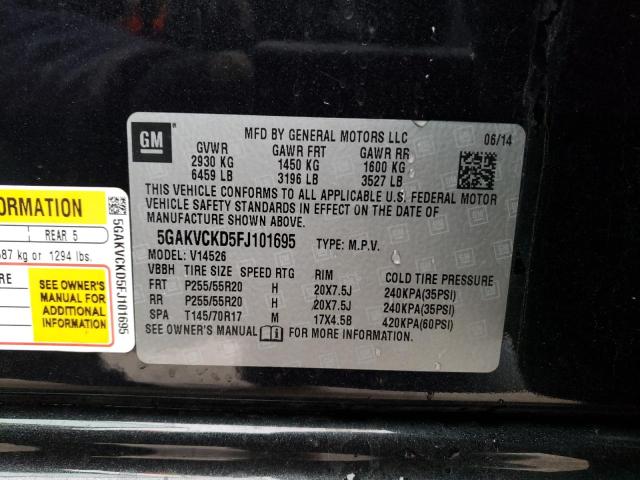 GM
MFD BY GENERAL MOTORS LLC 06/14
GVWR GAWR FRT GAWR RR
2930 KG 1450 KG 1600 KG
6459 LB 3196 LB 3527 LB
THIS VEHICLE CONFORMS TO ALL APPLICABLE U.S. FEDERAL MOTOR
VEHICLE SAFETY STANDARDS IN EFFECT ON THE DATE OF
MANUFACTURE SHOWN ABOVE.
5GAKVCKD5FJ101695 TYPE: M.P.V.
MODEL: V14526
VBBH TIRE SIZE SPEED RTG RIM COLD TIRE PRESSURE
FRT P255/55R20 H 20X7.5J 240KPA(35PSI)
RR P255/55R20 H 20X7.5J 240KPA(35PSI)
SPA T145/70R17 M 17X4.5B 420KPA(60PSI)
SEE OWNER'S MANUAL FOR MORE INFORMATION.
REAR 5
kg or 1294 lbs.
SEE OWNER'S
MANUAL FOR
ADDITIONAL
INFORMATION
5GAKVCKD5FJ101695